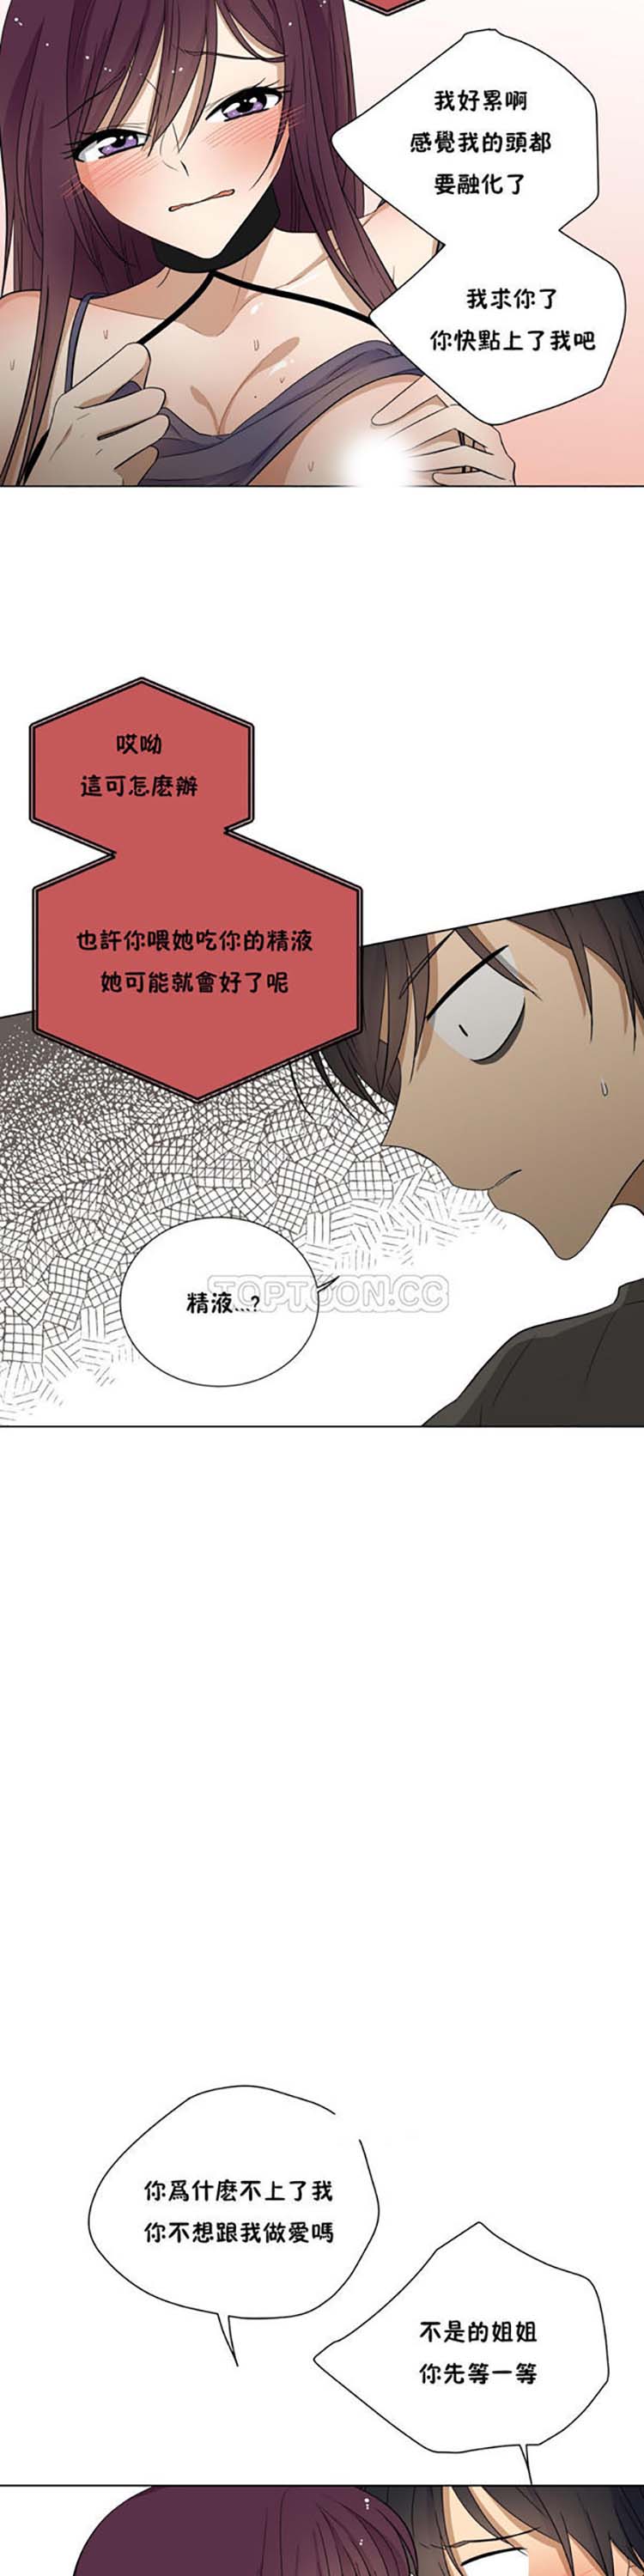 我好累啊
感覺我的頭都
要融化了
我求你了
你快點上了我吧
哎呦
這可怎麽辦
也許你喂她吃你的精液
她可能就會好了呢
TOPTOON.CC
精液...?
你爲什麽不上了我
你不想跟我做愛嗎
不是的姐姐
你先等一等